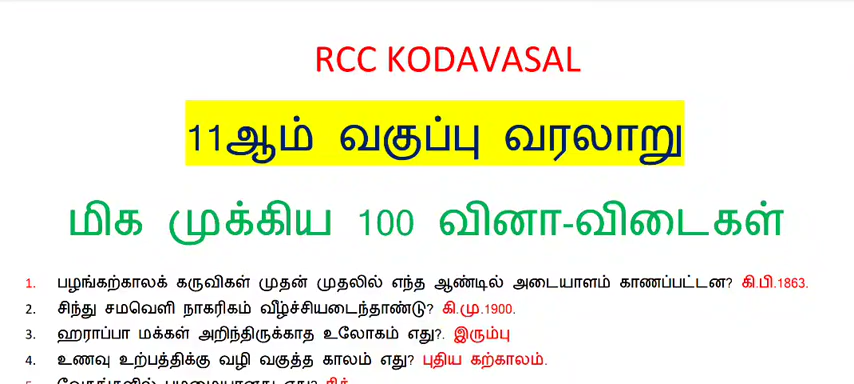 RCC KODAVASAL
11ஆம் வகுப்பு வரலாறு
மிக முக்கிய 100 வினா-விடைகள்
1. பழங்கற்காலக் கருவிகள் முதன் முதலில் எந்த ஆண்டில் அடையாளம் காணப்பட்டன? கி.பி.1863.
2. சிந்து சமவெளி நாகரிகம் வீழ்ச்சியடைந்தாண்டு? கி.மு.1900.
3. ஹராப்பா மக்கள் அறிந்திருக்காத உலோகம் எது?. இரும்பு
4. உணவு உற்பத்திக்கு வழி வகுத்த காலம் எது? புதிய கற்காலம்.